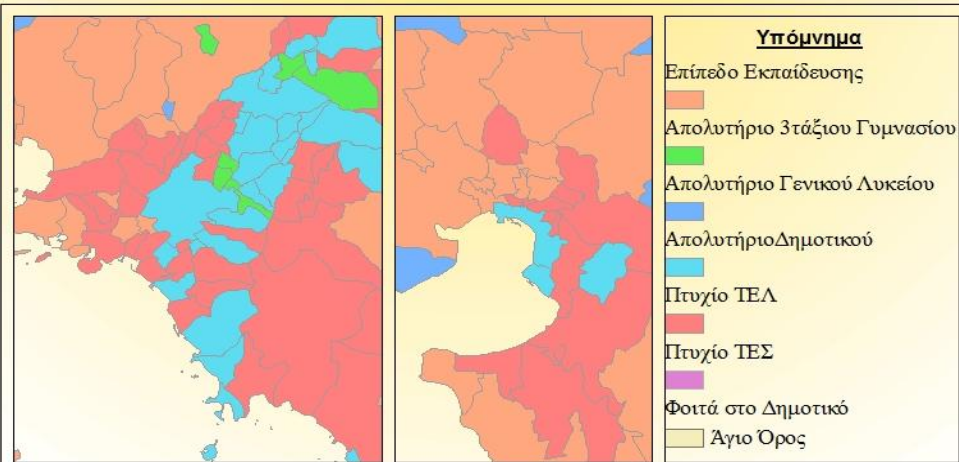 Υπόμνημα
Επίπεδο Εκπαίδευσης
Απολυτήριο 3τάξιου Γυμνασίου
Απολυτήριο Γενικού Λυκείου
ΑπολυτήριοΔημοτικού
Πτυχίο ΤΕΛ
Πτυχίο ΤΕΣ
Φοιτά στο Δημοτικό
Άγιο Όρος